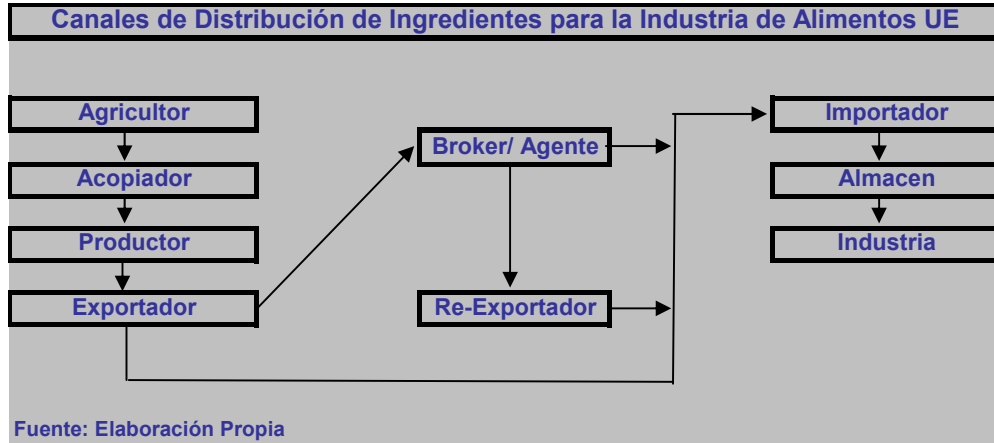 Canales de Distribución de Ingredientes para la Industria de Alimentos UE
Agricultor
Acopiador
Productor
Exportador
Broker/ Agente
Re-Exportador
Importador
Almacen
Industria
Fuente: Elaboración Propia